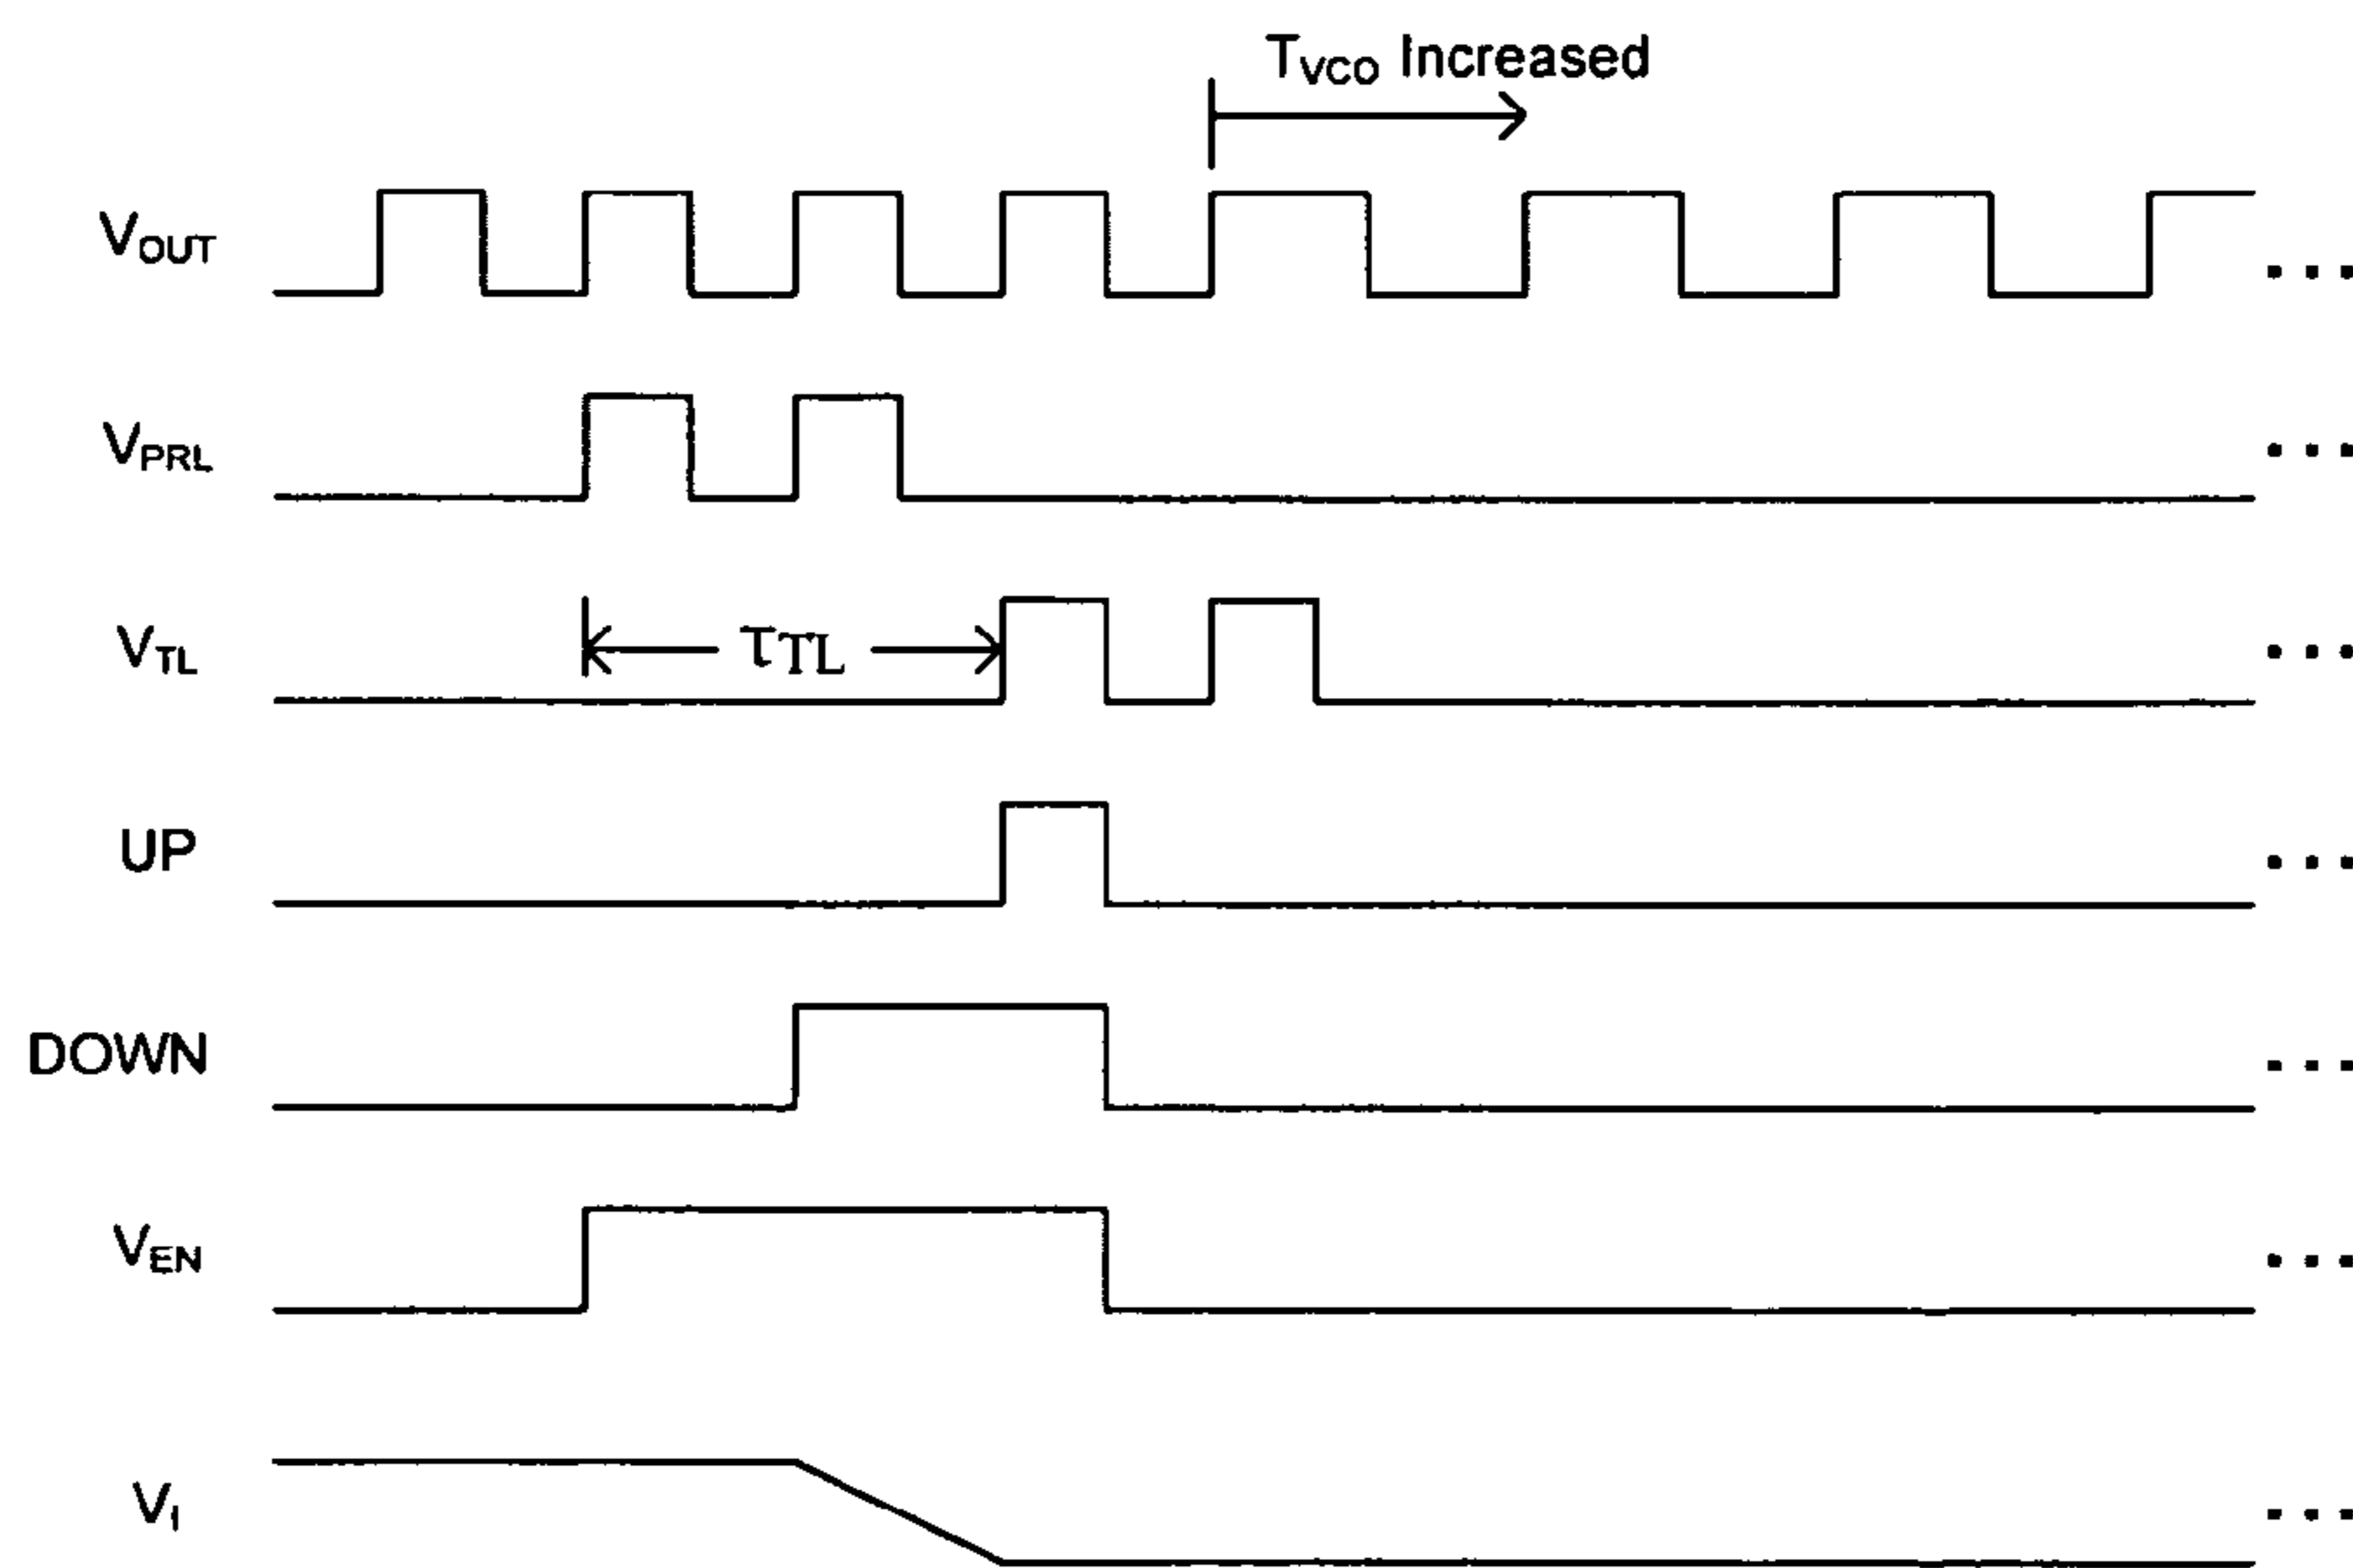 TVCO Increased
VOUT
VPRL
VTL
τTL
UP
DOWN
VEN
VI